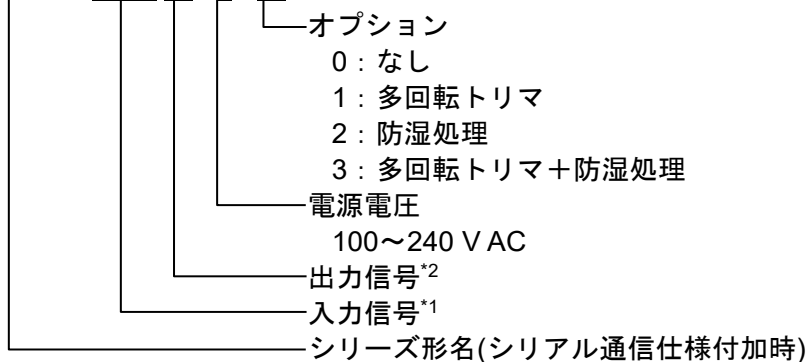 オプション
0:なし
1:多回転トリマ
2:防湿処理
3:多回転トリマ＋防湿処理
電源電圧
100～240 V AC
出力信号*2
入力信号*1
シリーズ形名(シリアル通信仕様付加時)